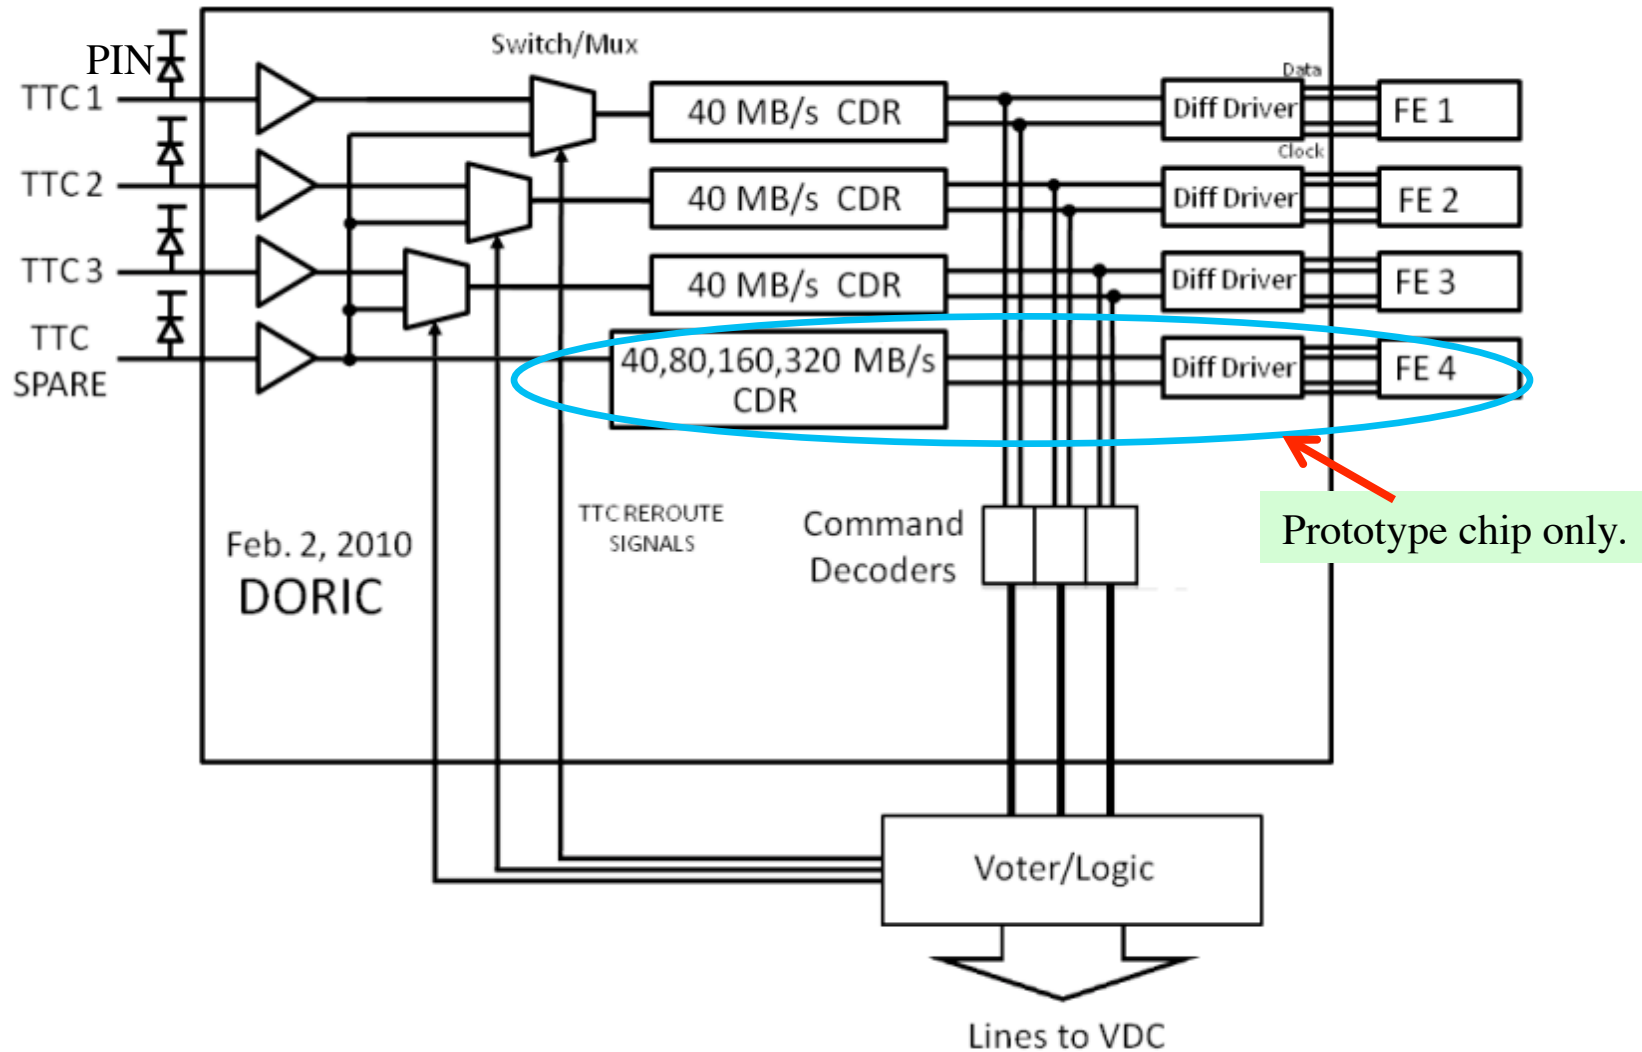 Switch/Mux
PIN
TTC 1
40 MB/s CDR
Data
Diff Driver
FE 1
Clock
TTC 2
40 MB/s CDR
Diff Driver
FE 2
TTC 3
40 MB/s CDR
Diff Driver
FE 3
TTC
SPARE
40,80,160,320 MB/s
CDR
Diff Driver
FE 4
Prototype chip only.
Feb. 2, 2010
DORIC
TTC REROUTE
SIGNALS
Command
Decoders
Voter/Logic
Lines to VDC